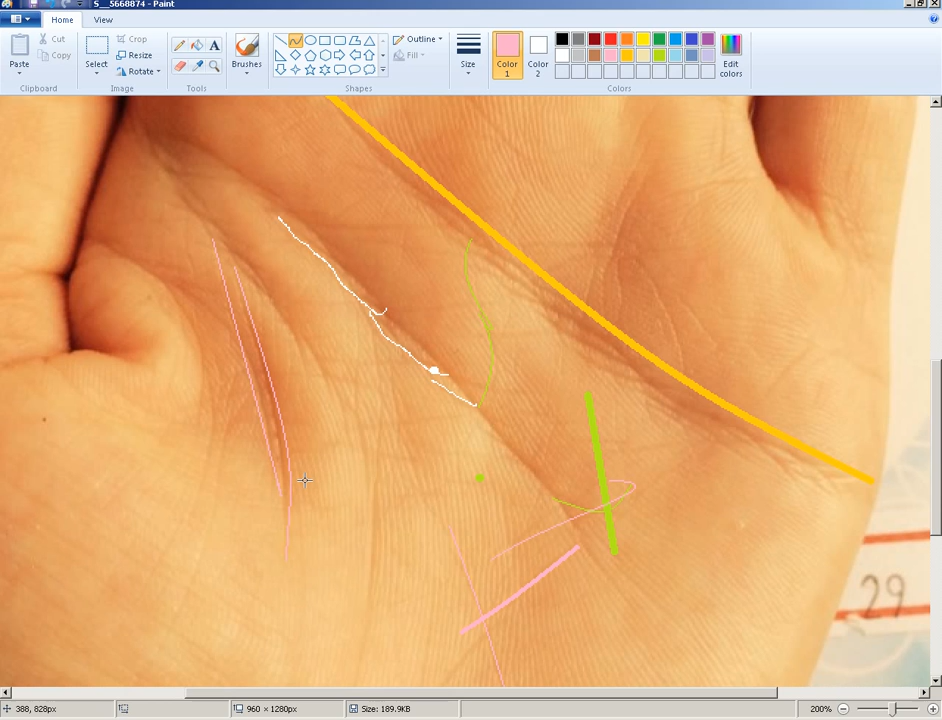 S__5668874 - Paint
Home View
Paste Cut Copy Select Crop Resize Rotate Brushes Outline Fill Size Color 1 Color 2 Edit colors
Clipboard Image Tools Shapes Colors
29
388, 828px 960 × 1280px Size: 189.9KB 200%